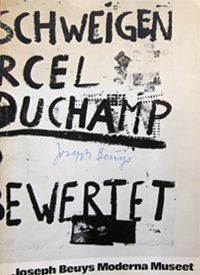 SCHWEIGEN
RCEL
DUCHAMP
Joseph Beuys
BEWERTET
Joseph Beuys Moderna Museet